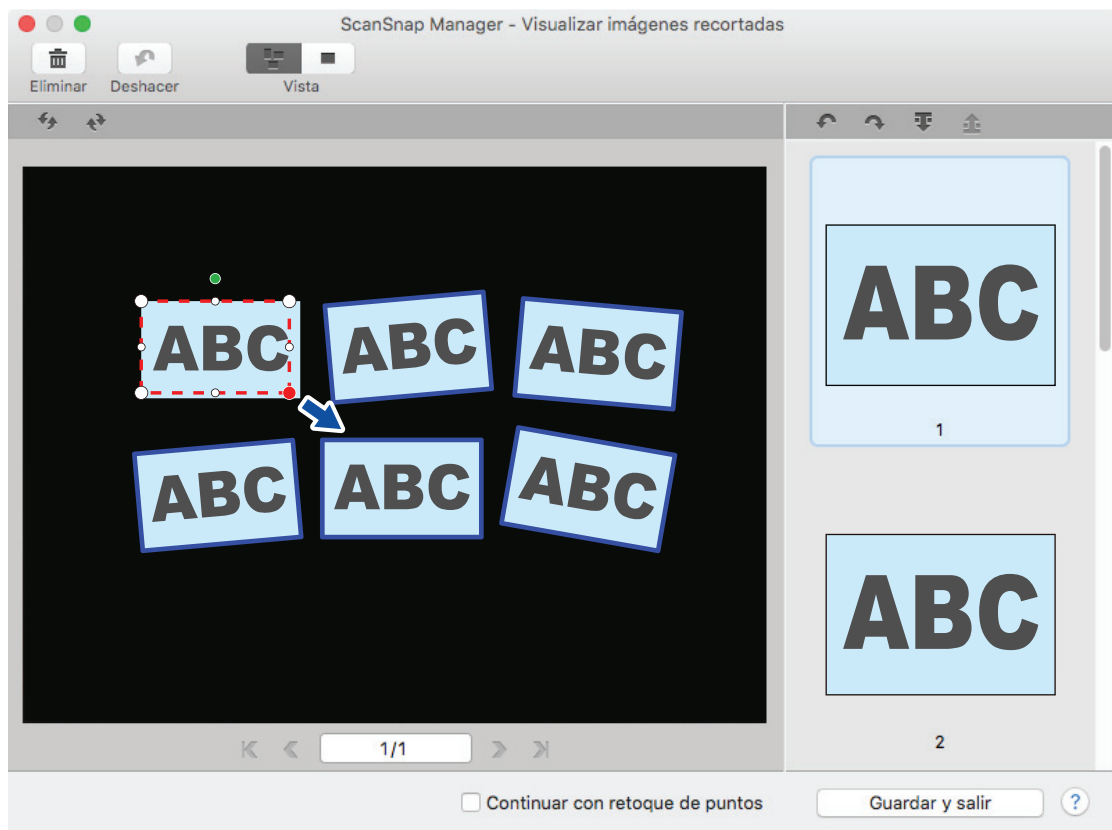 ScanSnap Manager - Visualizar imágenes recortadas
Eliminar Deshacer Vista
ABC ABC ABC
ABC ABC ABC
1/1
ABC
1
ABC
2
Continuar con retoque de puntos Guardar y salir ?